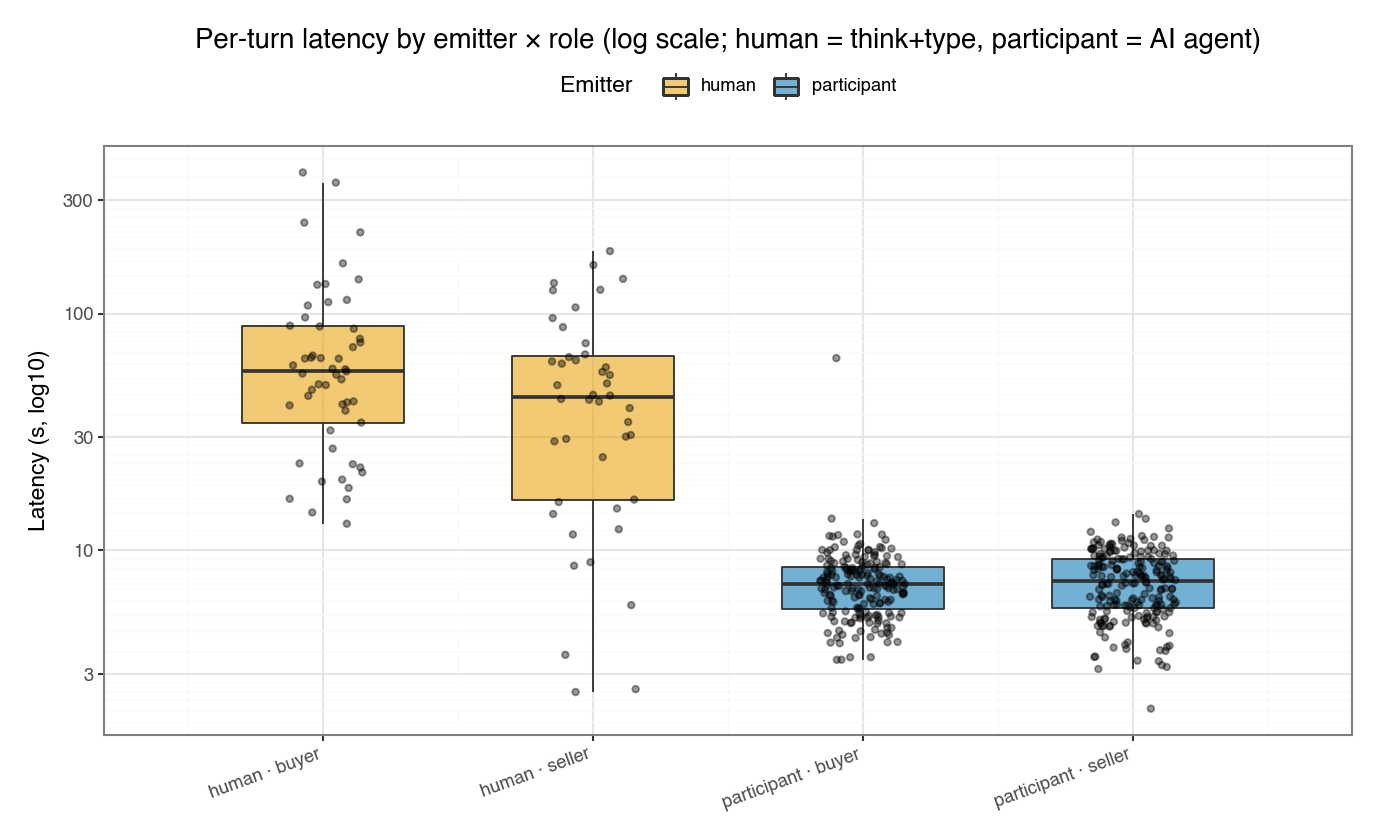 Per-turn latency by emitter × role (log scale; human = think+type, participant = AI agent)
Emitter human participant
300
100
30
10
3
Latency (s, log10)
human · buyer
human · seller
participant · buyer
participant · seller